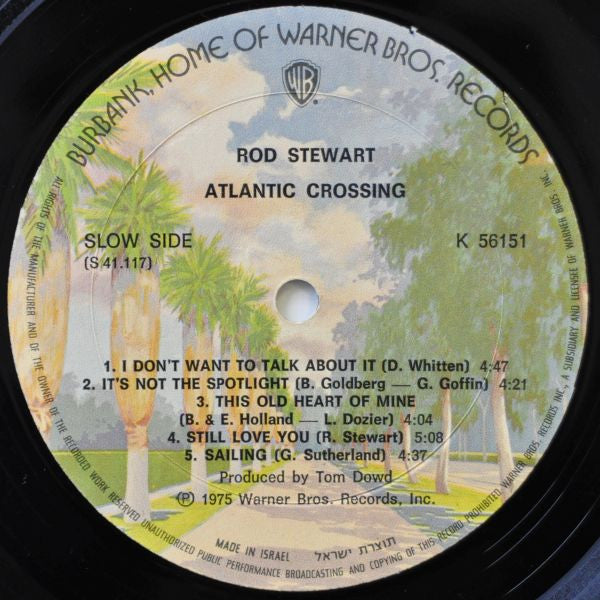 BURBANK, HOME OF WARNER BROS. RECORDS
WB
ROD STEWART
ATLANTIC CROSSING
SLOW SIDE
K 56151
(S 41.117)
1. I DON'T WANT TO TALK ABOUT IT (D. Whitten) 4:47
2. IT'S NOT THE SPOTLIGHT (B. Goldberg — G. Goffin) 4:21
3. THIS OLD HEART OF MINE
(B. & E. Holland — L. Dozier) 4:04
4. STILL LOVE YOU (R. Stewart) 5:08
5. SAILING (G. Sutherland) 4:37
Produced by Tom Dowd
℗ 1975 Warner Bros. Records, Inc.
MADE IN ISRAEL תוצרת ישראל
ALL RIGHTS OF THE MANUFACTURER AND OF THE OWNER OF THE RECORDED WORK RESERVED UNAUTHORIZED PUBLIC PERFORMANCE BROADCASTING AND COPYING OF THIS RECORD PROHIBITED. WARNER BROS. RECORDS INC., A SUBSIDIARY AND LICENSEE OF WARNER BROS. INC.